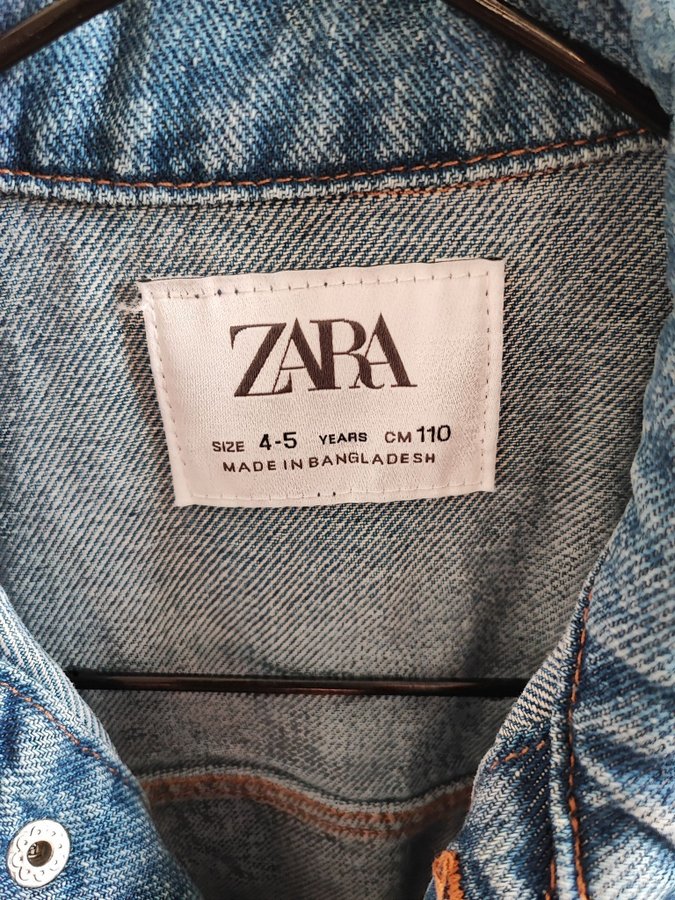 ZARA
SIZE 4-5 YEARS CM 110
MADE IN BANGLADESH